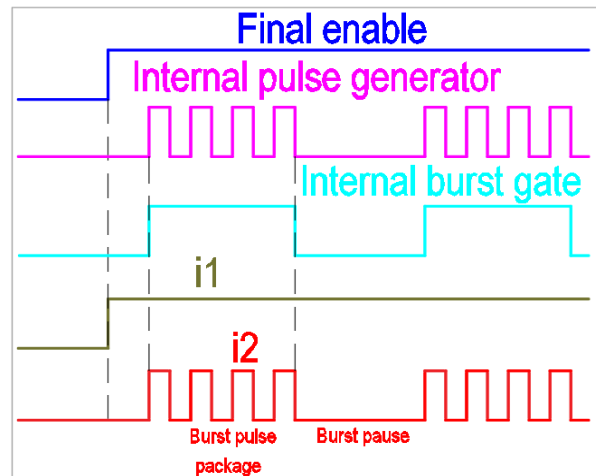 Final enable
Internal pulse generator
Internal burst gate
i1
i2
Burst pulse
package
Burst pause